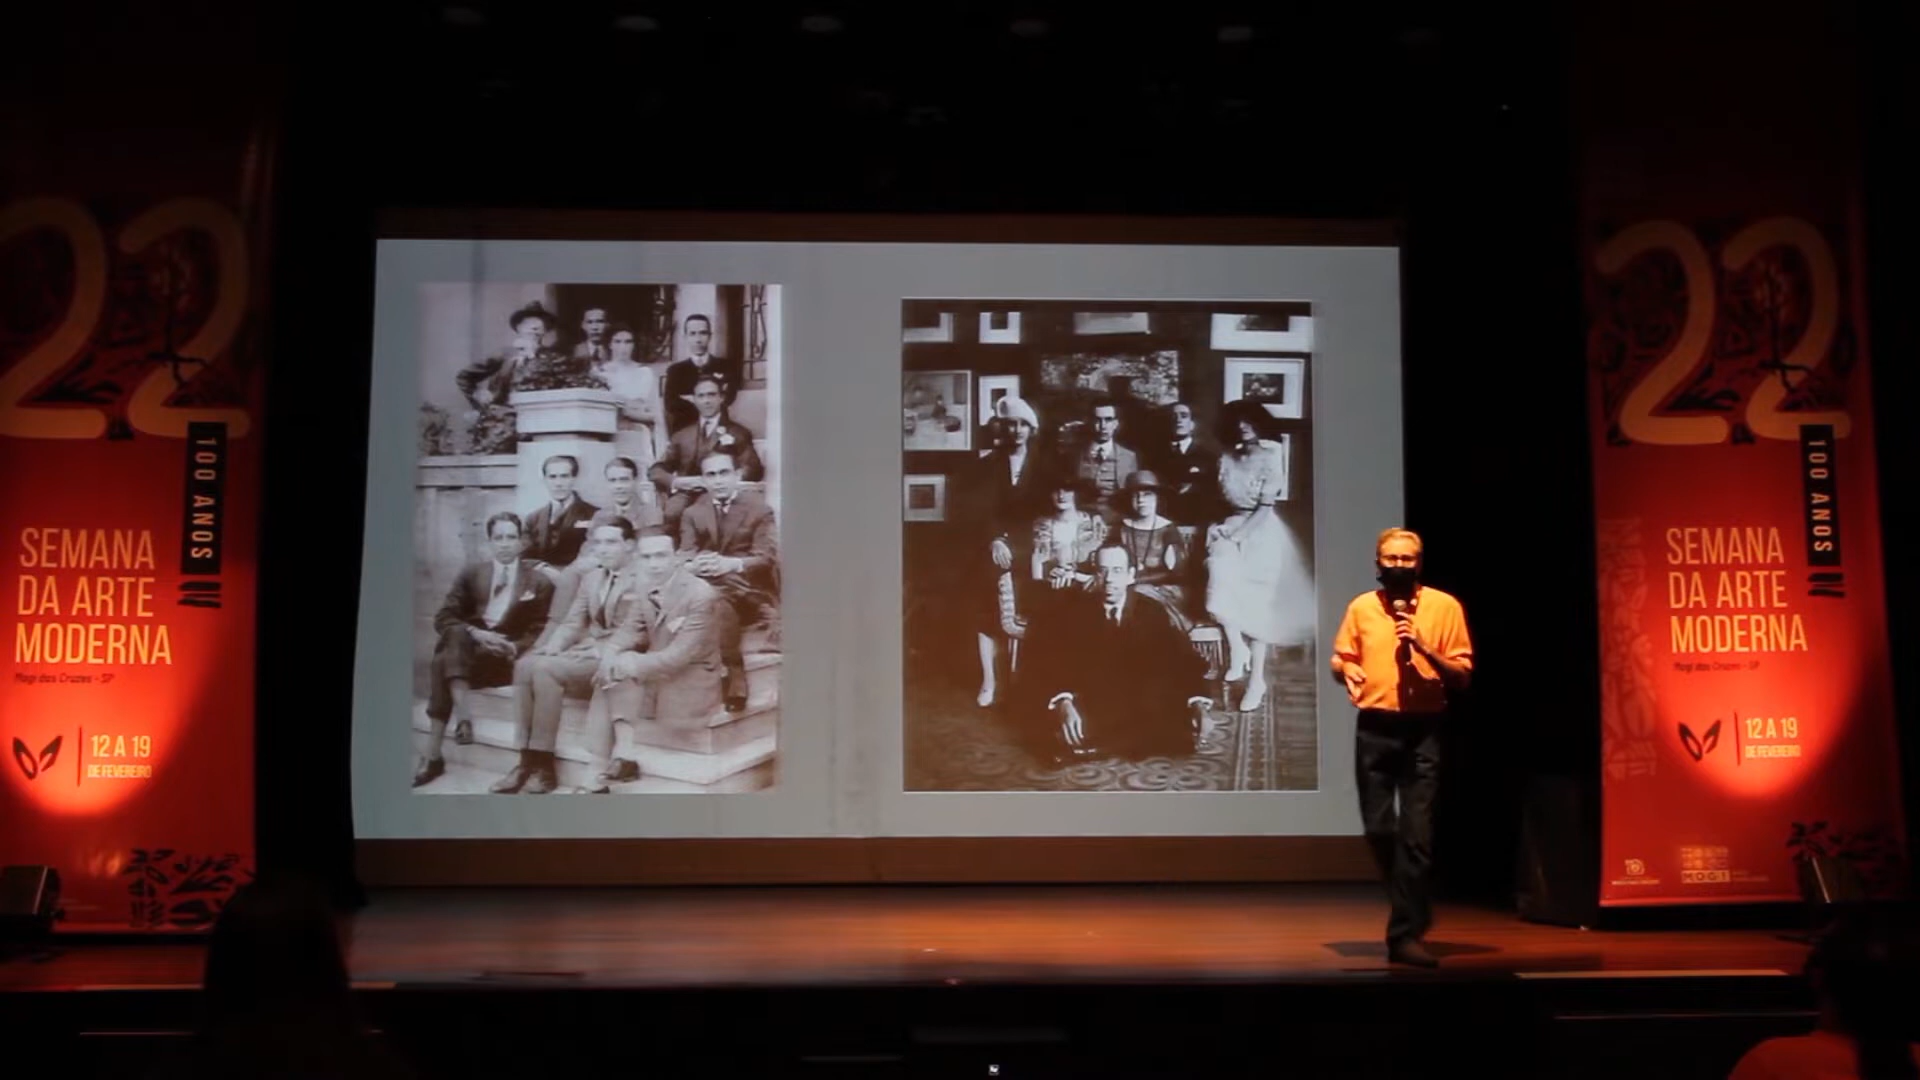 22
100 ANOS
SEMANA
DA ARTE
MODERNA
Mogi das Cruzes - SP
12 A 19
DE FEVEREIRO
22
100 ANOS
SEMANA
DA ARTE
MODERNA
Mogi das Cruzes - SP
12 A 19
DE FEVEREIRO
MOGI